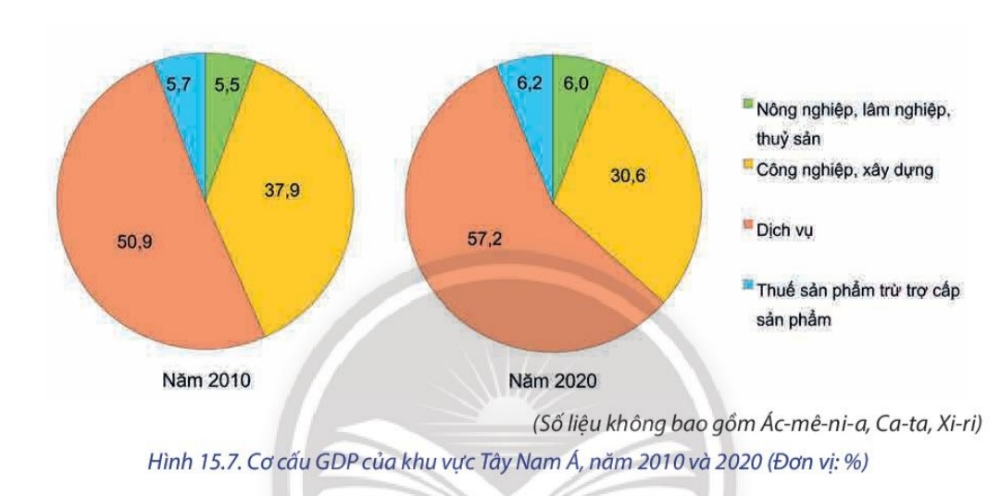 5,7
5,5
37,9
50,9
Năm 2010
6,2
6,0
30,6
57,2
Năm 2020
Nông nghiệp, lâm nghiệp,
thuỷ sản
Công nghiệp, xây dựng
Dịch vụ
Thuế sản phẩm trừ trợ cấp
sản phẩm
(Số liệu không bao gồm Ác-mê-ni-a, Ca-ta, Xi-ri)
Hình 15.7. Cơ cấu GDP của khu vực Tây Nam Á, năm 2010 và 2020 (Đơn vị: %)